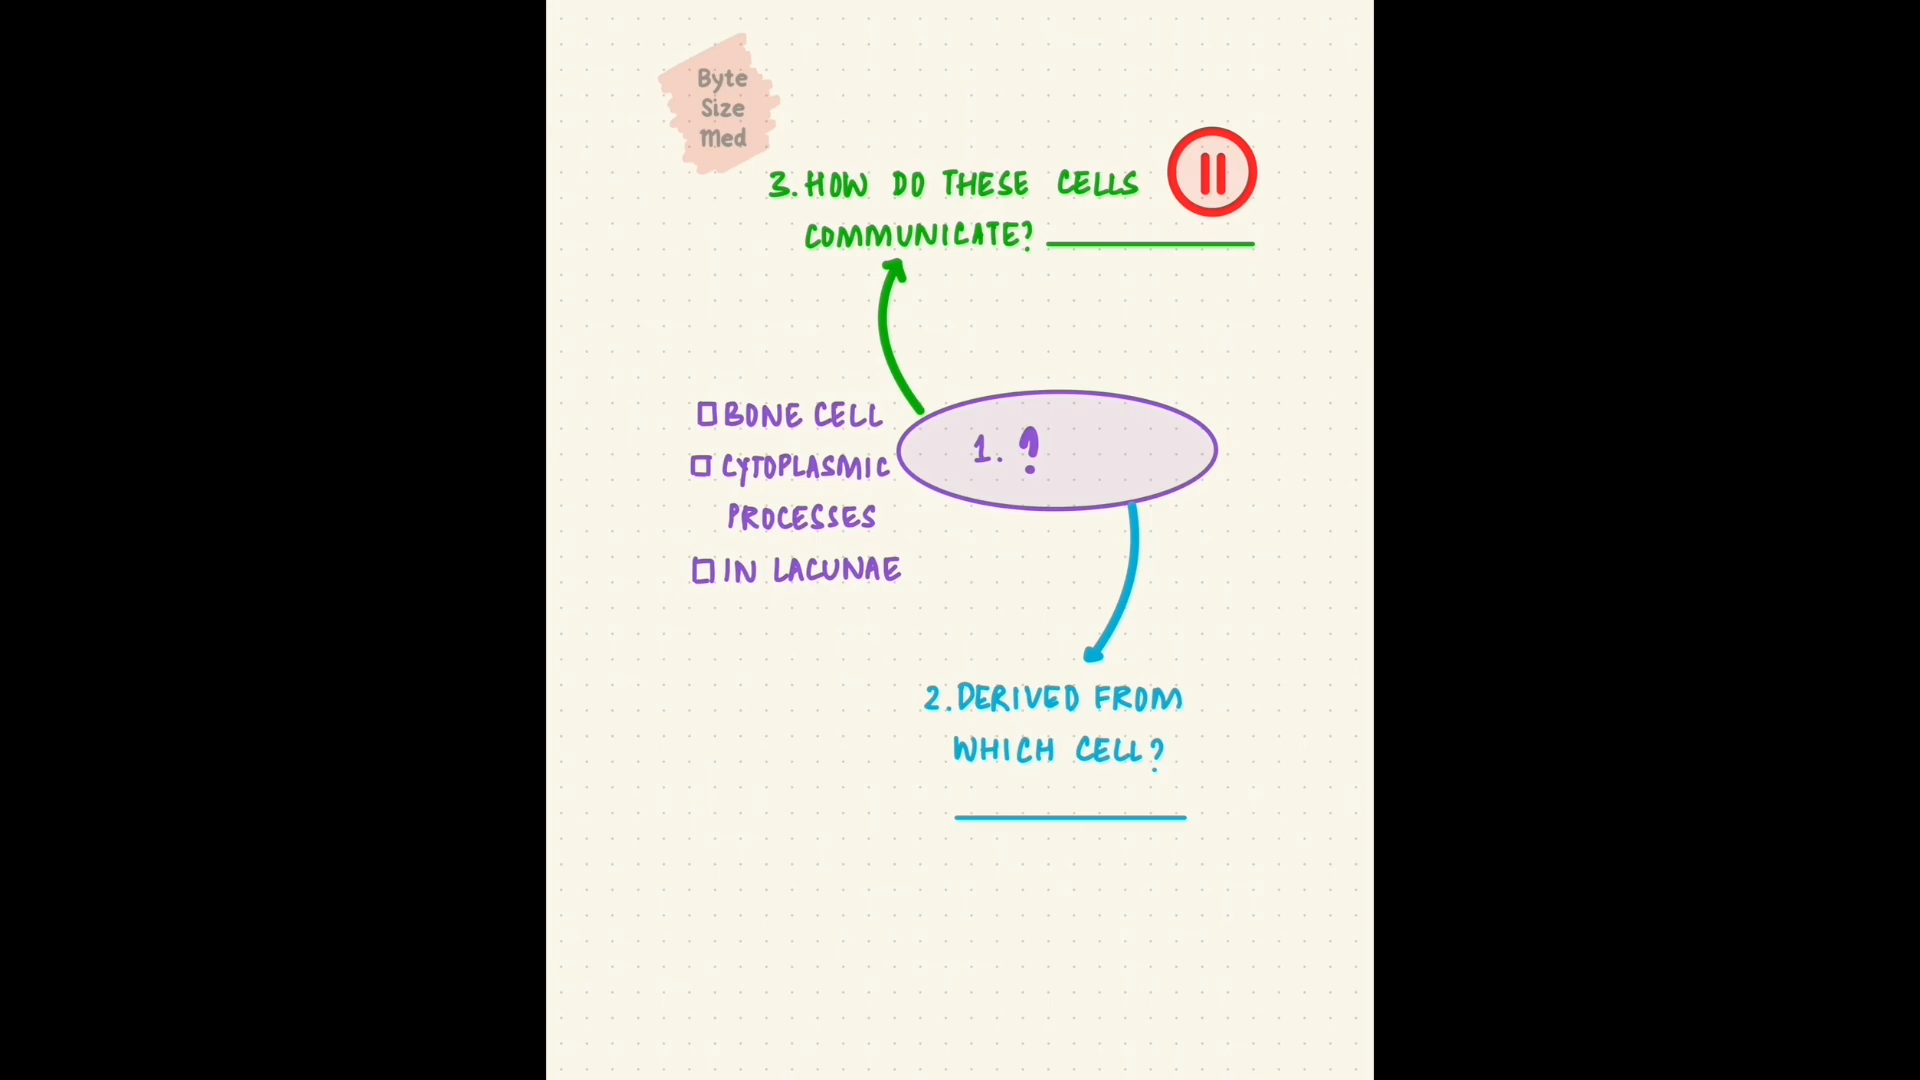 Byte
Size
Med
3. HOW DO THESE CELLS
COMMUNICATE?
BONE CELL
CYTOPLASMIC
PROCESSES
IN LACUNAE
1. ?
2. DERIVED FROM
WHICH CELL?